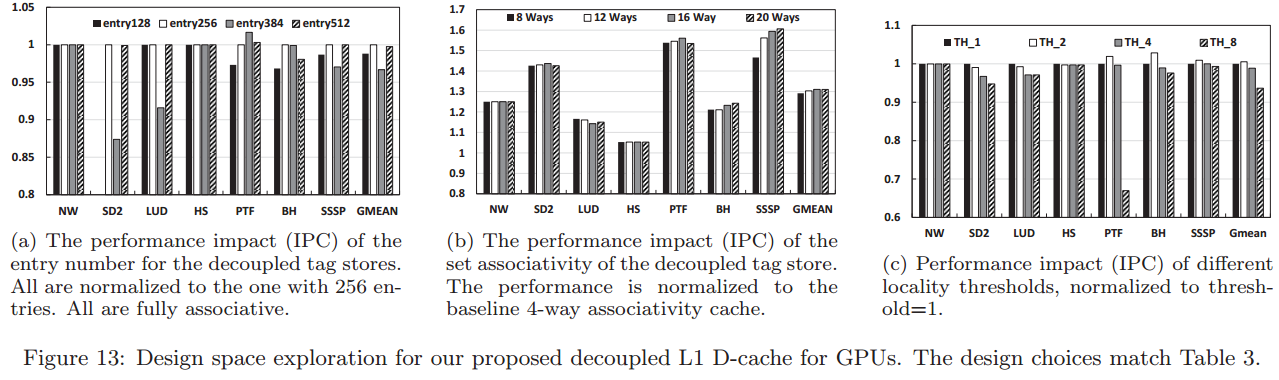 1.05
1
0.95
0.9
0.85
0.8
entry128 entry256 entry384 entry512
NW SD2 LUD HS PTF BH SSSP GMEAN
(a) The performance impact (IPC) of the
entry number for the decoupled tag stores.
All are normalized to the one with 256 en-
tries. All are fully associative.
1.7
1.6
1.5
1.4
1.3
1.2
1.1
1
0.9
0.8
8 Ways 12 Ways 16 Way 20 Ways
NW SD2 LUD HS PTF BH SSSP GMEAN
(b) The performance impact (IPC) of the
set associativity of the decoupled tag store.
The performance is normalized to the
baseline 4-way associativity cache.
1.1
1
0.9
0.8
0.7
0.6
TH_1 TH_2 TH_4 TH_8
NW SD2 LUD HS PTF BH SSSP Gmean
(c) Performance impact (IPC) of different
locality thresholds, normalized to thresh-
old=1.
Figure 13: Design space exploration for our proposed decoupled L1 D-cache for GPUs. The design choices match Table 3.